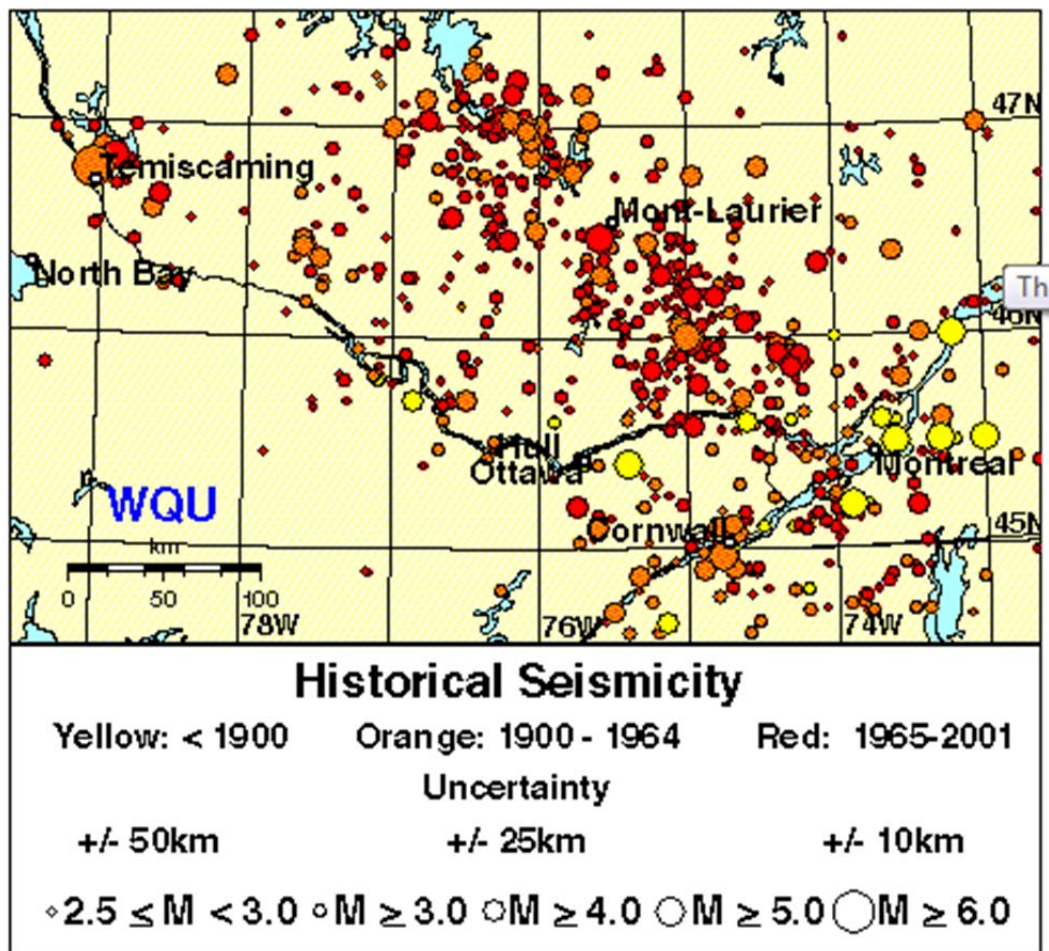 47N
Temiscaming
Mont-Laurier
North Bay
Th
46N
Hull
Ottawa
Montreal
WQU
Cornwall
45N
km
0 50 100
78W 76W 74W
Historical Seismicity
Yellow: < 1900 Orange: 1900 - 1964 Red: 1965-2001
Uncertainty
+/- 50km +/- 25km +/- 10km
2.5 ≤ M < 3.0 M ≥ 3.0 M ≥ 4.0 M ≥ 5.0 M ≥ 6.0